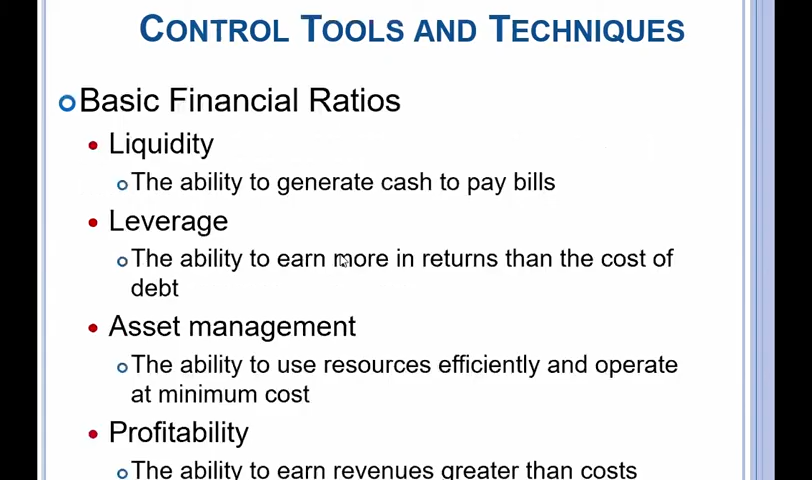 CONTROL TOOLS AND TECHNIQUES
Basic Financial Ratios
Liquidity
The ability to generate cash to pay bills
Leverage
The ability to earn more in returns than the cost of
debt
Asset management
The ability to use resources efficiently and operate
at minimum cost
Profitability
The ability to earn revenues greater than costs